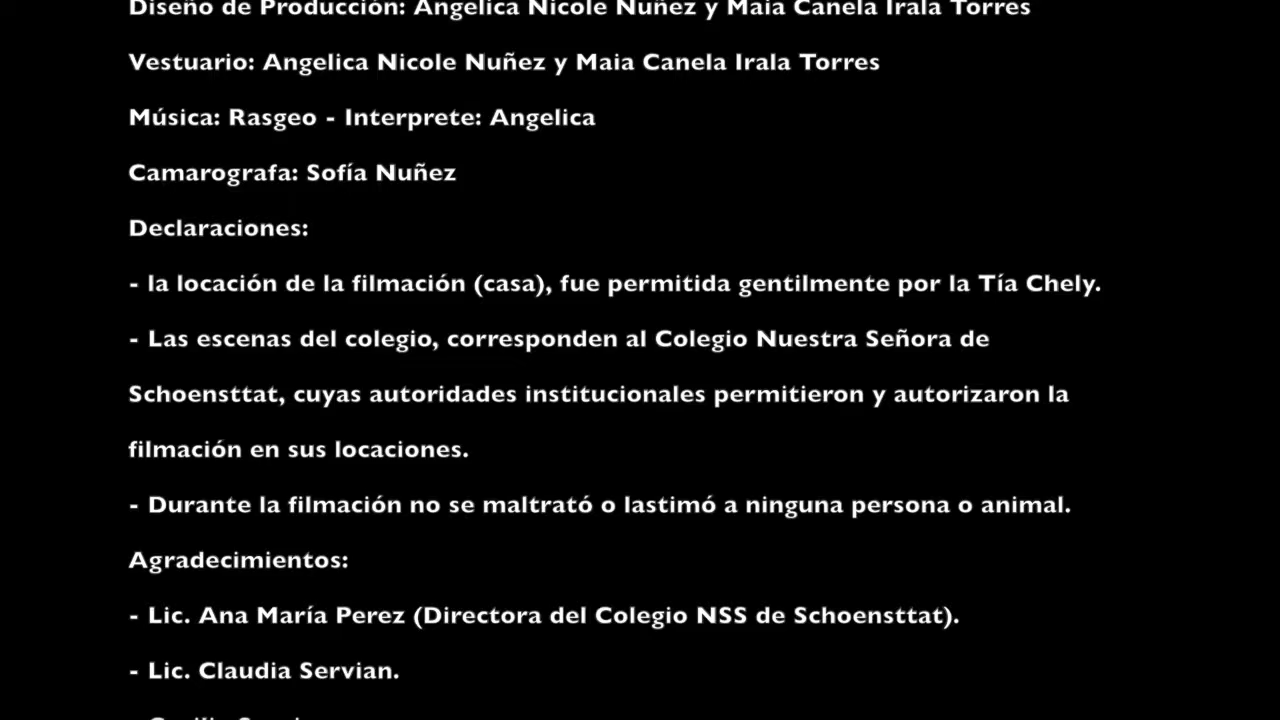 Diseño de Producción: Angelica Nicole Nuñez y Maia Canela Irala Torres
Vestuario: Angelica Nicole Nuñez y Maia Canela Irala Torres
Música: Rasgeo - Interprete: Angelica
Camarografa: Sofía Nuñez
Declaraciones:
- la locación de la filmación (casa), fue permitida gentilmente por la Tía Chely.
- Las escenas del colegio, corresponden al Colegio Nuestra Señora de
Schoensttat, cuyas autoridades institucionales permitieron y autorizaron la
filmación en sus locaciones.
- Durante la filmación no se maltrató o lastimó a ninguna persona o animal.
Agradecimientos:
- Lic. Ana María Perez (Directora del Colegio NSS de Schoensttat).
- Lic. Claudia Servian.